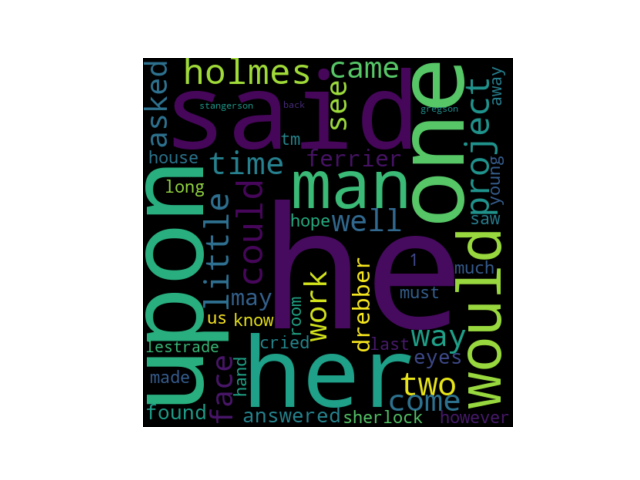 holmes
came
said
one
asked
stangerson
back
see
gregson
project
away
tm
house
time
ferrier
young
long
man
upon
little
could
hope
well
saw
he
would
1
much
may
room
work
drebber
must
us
know
way
lestrade
cried
last
eyes
her
made
face
hand
two
come
found
answered
sherlock
however